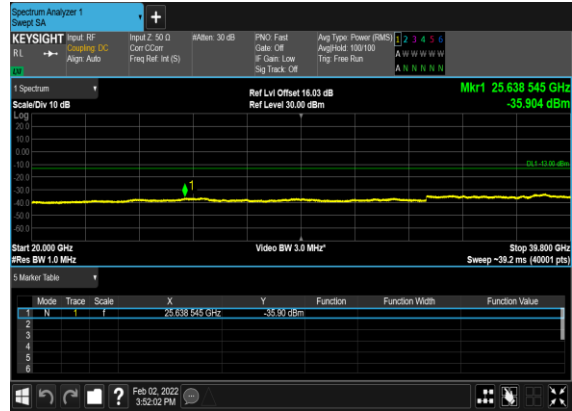 Spectrum Analyzer 1
Swept SA
+
KEYSIGHT Input: RF Input Z: 50 Ω #Atten: 30 dB PNO: Fast Avg Type: Power (RMS) 1 2 3 4 5 6
RL Coupling: DC Corr CCorr Gate: Off Avg|Hold: 100/100 A W W W W W
Align: Auto Freq Ref: Int (S) IF Gain: Low Trig: Free Run
Sig Track: Off A N N N N N
1 Spectrum Ref Lvl Offset 16.03 dB Mkr1 25.638 545 GHz
Scale/Div 10 dB Ref Level 30.00 dBm -35.904 dBm
Log
20.0
10.0
0.00
-10.0 DL1 -13.00 dBm
-20.0
-30.0 1
-40.0
-50.0
-60.0
Start 20.000 GHz Video BW 3.0 MHz* Stop 39.800 GHz
#Res BW 1.0 MHz Sweep ~39.2 ms (40001 pts)
5 Marker Table
Mode Trace Scale X Y Function Function Width Function Value
1 N 1 f 25.638 545 GHz -35.90 dBm
2
3
4
5
6
? Feb 02, 2022
3:52:02 PM